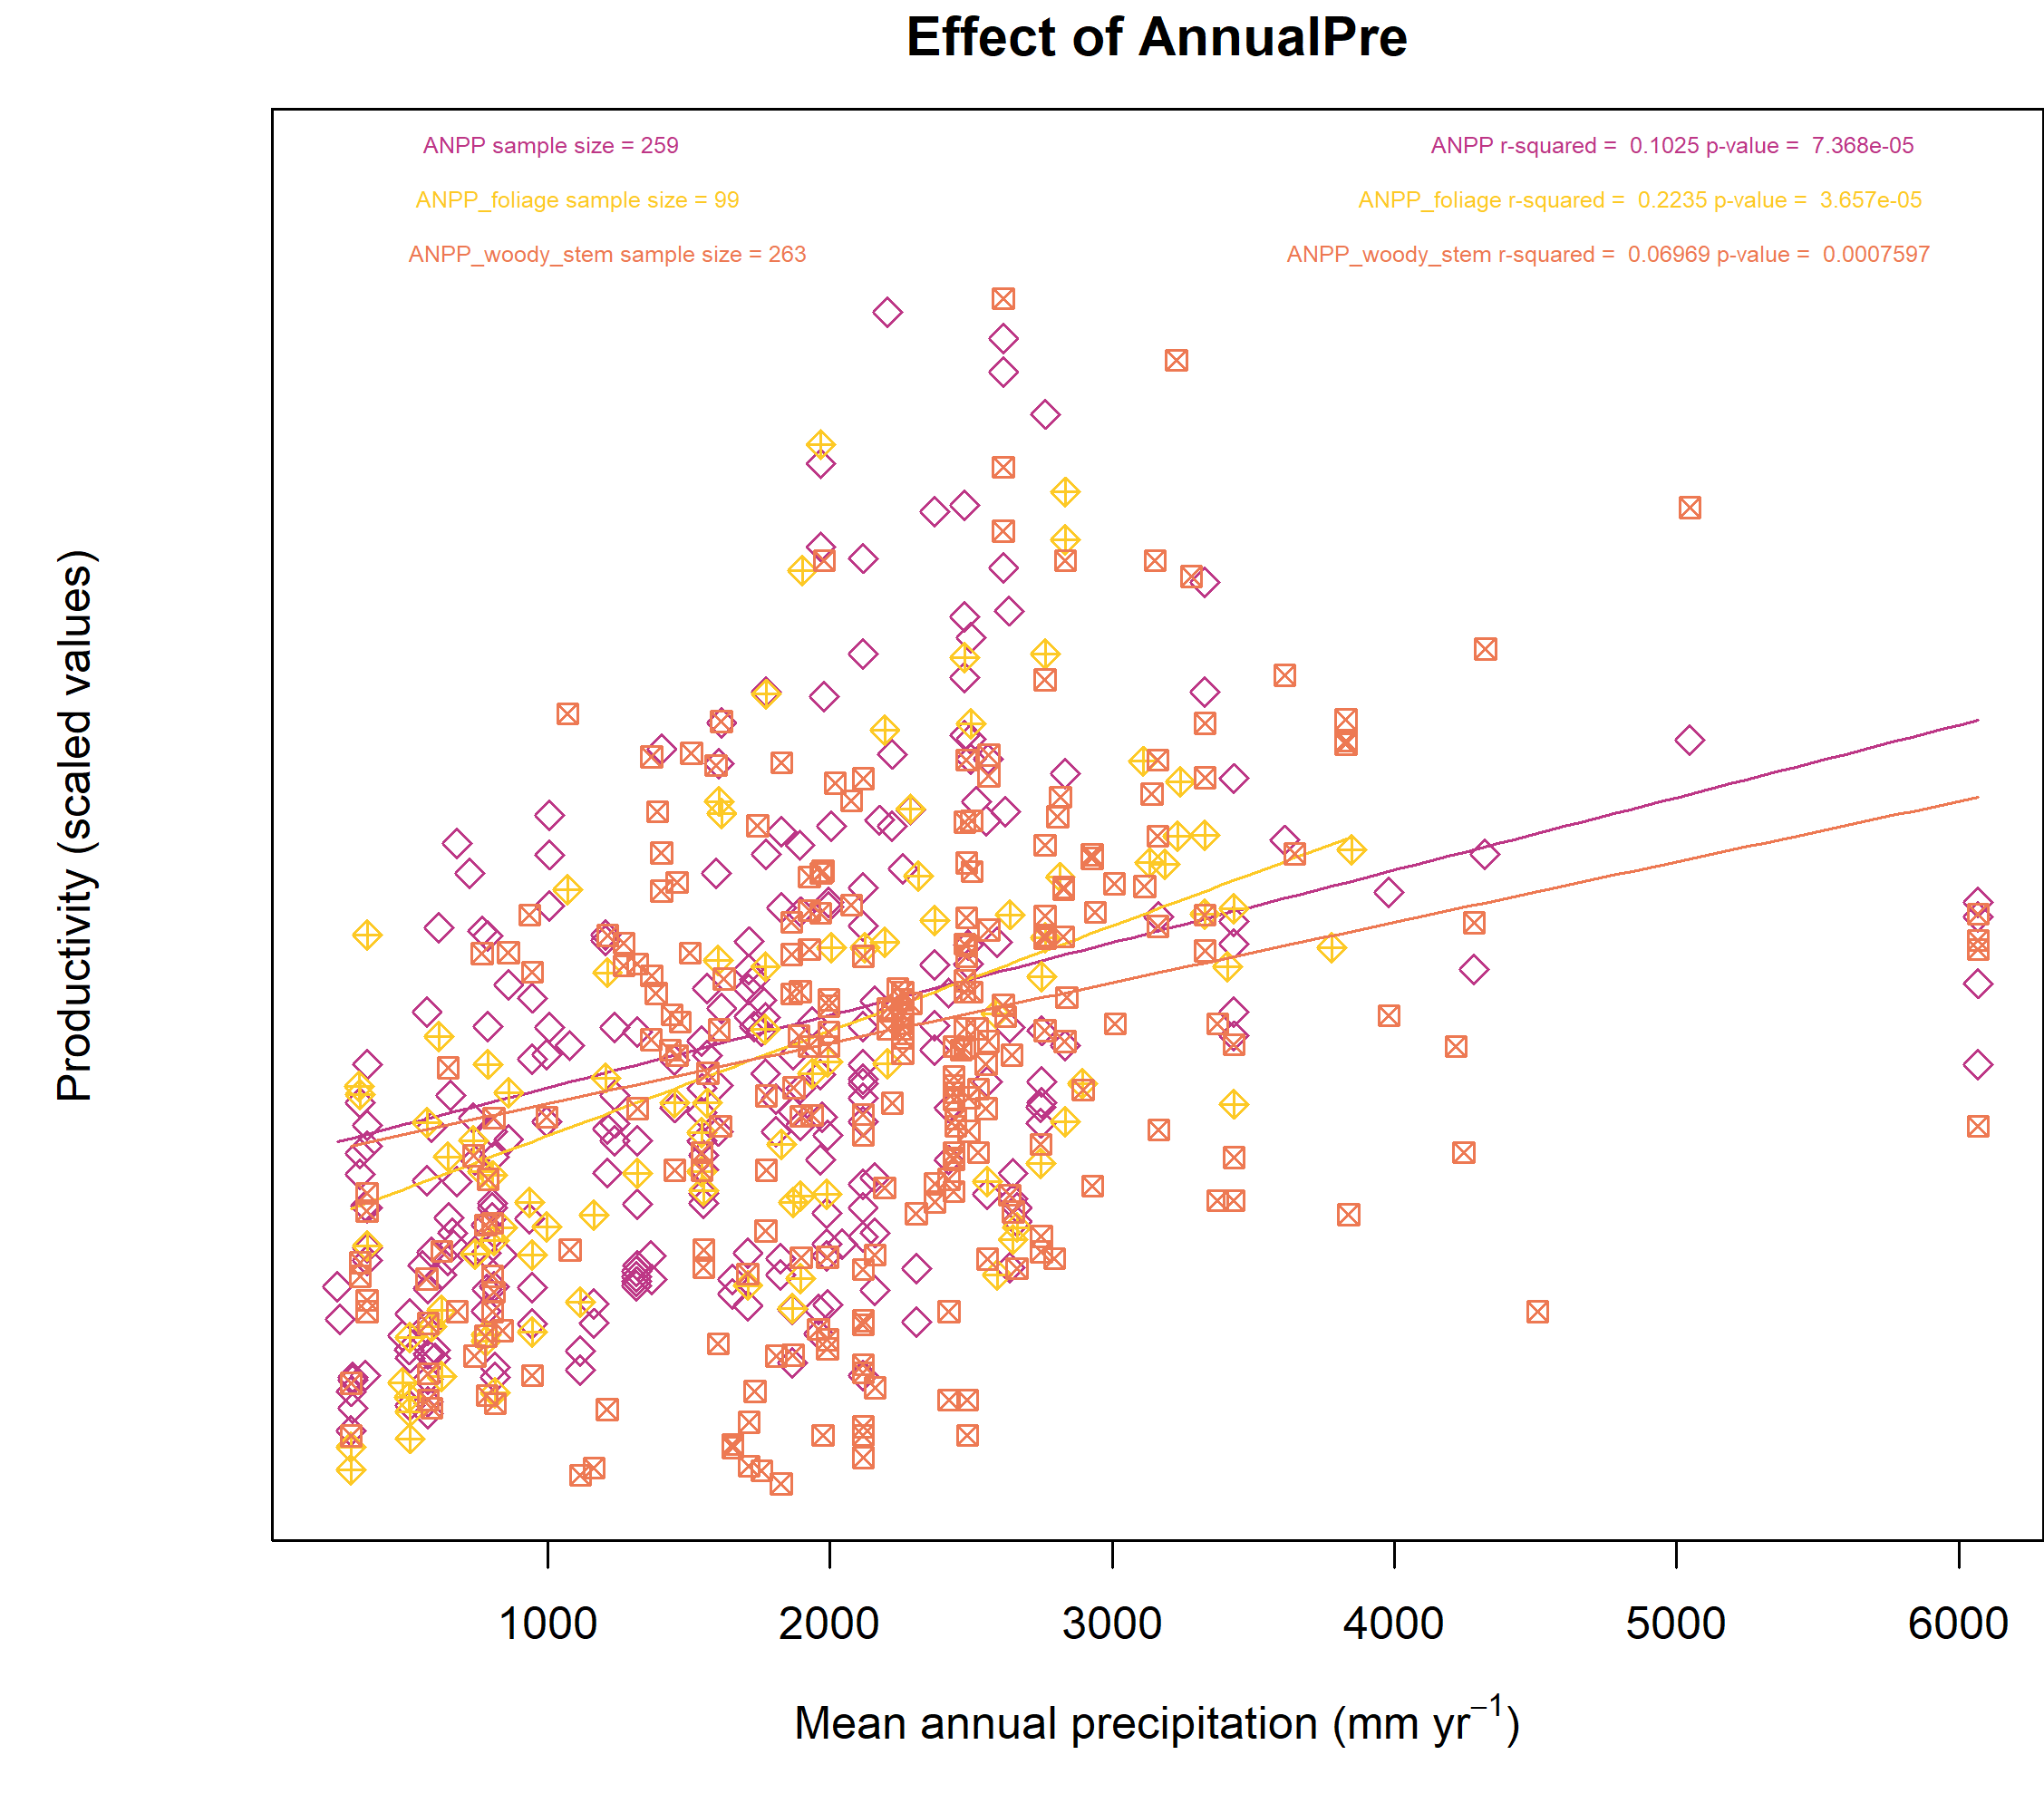 Effect of AnnualPre
ANPP sample size = 259
ANPP r-squared = 0.1025 p-value = 7.368e-05
ANPP_foliage sample size = 99
ANPP_foliage r-squared = 0.2235 p-value = 3.657e-05
ANPP_woody_stem sample size = 263
ANPP_woody_stem r-squared = 0.06969 p-value = 0.0007597
Productivity (scaled values)
1000 2000 3000 4000 5000 6000
Mean annual precipitation (mm yr⁻¹)